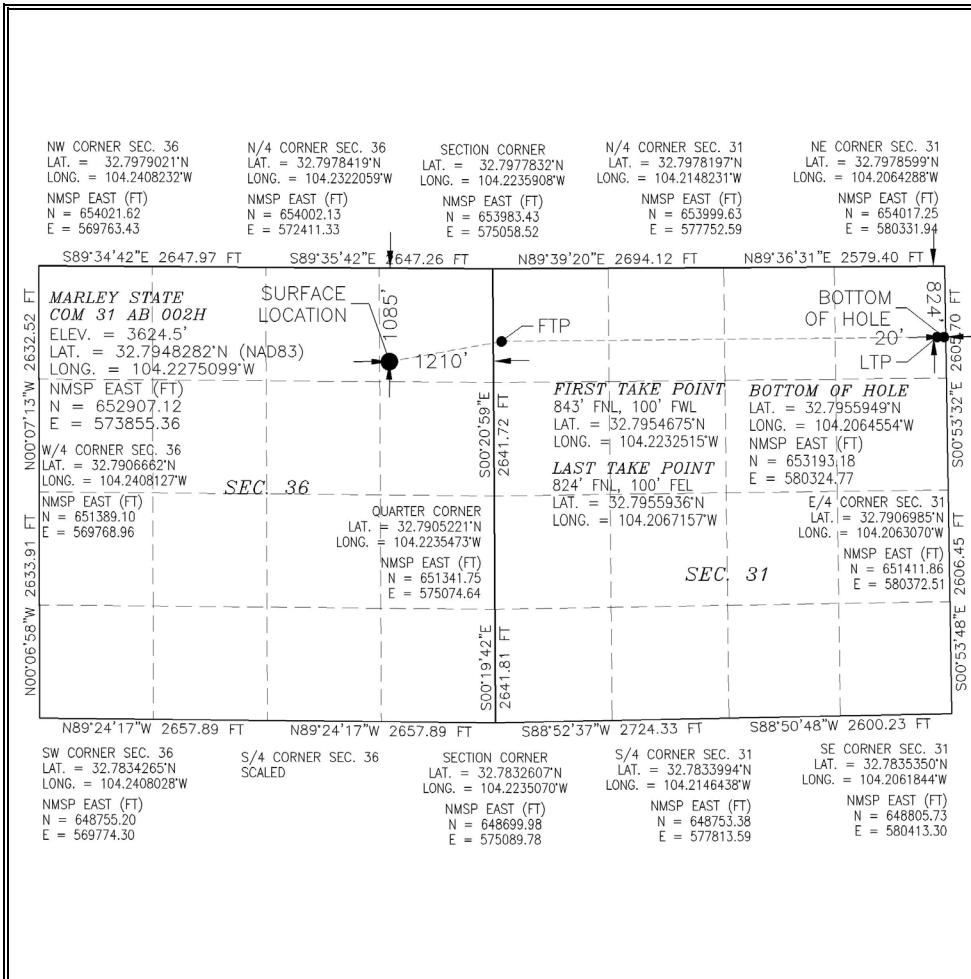 NW CORNER SEC. 36
LAT. = 32.7979021°N
LONG. = 104.2408232°W
NMSP EAST (FT)
N = 654021.62
E = 569763.43
N/4 CORNER SEC. 36
LAT. = 32.7978419°N
LONG. = 104.2322059°W
NMSP EAST (FT)
N = 654002.13
E = 572411.33
SECTION CORNER
LAT. = 32.7977832°N
LONG. = 104.2235908°W
NMSP EAST (FT)
N = 653983.43
E = 575058.52
N/4 CORNER SEC. 31
LAT. = 32.7978197°N
LONG. = 104.2148231°W
NMSP EAST (FT)
N = 653999.63
E = 577752.59
NE CORNER SEC. 31
LAT. = 32.7978599°N
LONG. = 104.2064288°W
NMSP EAST (FT)
N = 654017.25
E = 580331.94
S89°34'42"E 2647.97 FT
S89°35'42"E 2647.26 FT
N89°39'20"E 2694.12 FT
N89°36'31"E 2579.40 FT
N00°07'13"W 2632.52 FT
MARLEY STATE
COM 31 AB 002H
ELEV. = 3624.5'
LAT. = 32.7948282°N (NAD83)
LONG. = 104.2275099°W
NMSP EAST (FT)
N = 652907.12
E = 573855.36
SURFACE
LOCATION
1085'
1210'
FTP
BOTTOM
OF HOLE
20'
LTP
824'
S00°53'32"E 2605.70 FT
S00°20'59"E
2641.72 FT
FIRST TAKE POINT
843' FNL, 100' FWL
LAT. = 32.7954675°N
LONG. = 104.2232515°W
LAST TAKE POINT
824' FNL, 100' FEL
LAT. = 32.7955936°N
LONG. = 104.2067157°W
BOTTOM OF HOLE
LAT. = 32.7955949°N
LONG. = 104.2064554°W
NMSP EAST (FT)
N = 653193.18
E = 580324.77
W/4 CORNER SEC. 36
LAT. = 32.7906662°N
LONG. = 104.2408127°W
NMSP EAST (FT)
N = 651389.10
E = 569768.96
SEC. 36
QUARTER CORNER
LAT. = 32.7905221°N
LONG. = 104.2235473°W
NMSP EAST (FT)
N = 651341.75
E = 575074.64
E/4 CORNER SEC. 31
LAT. = 32.7906985°N
LONG. = 104.2063070°W
NMSP EAST (FT)
N = 651411.86
E = 580372.51
SEC. 31
N00°06'58"W 2633.91 FT
S00°19'42"E
2641.81 FT
S00°53'48"E 2606.45 FT
N89°24'17"W 2657.89 FT
N89°24'17"W 2657.89 FT
S88°52'37"W 2724.33 FT
S88°50'48"W 2600.23 FT
SW CORNER SEC. 36
LAT. = 32.7834265°N
LONG. = 104.2408028°W
NMSP EAST (FT)
N = 648755.20
E = 569774.30
S/4 CORNER SEC. 36
SCALED
SECTION CORNER
LAT. = 32.7832607°N
LONG. = 104.2235070°W
NMSP EAST (FT)
N = 648699.98
E = 575089.78
S/4 CORNER SEC. 31
LAT. = 32.7833994°N
LONG. = 104.2146438°W
NMSP EAST (FT)
N = 648753.38
E = 577813.59
SE CORNER SEC. 31
LAT. = 32.7835350°N
LONG. = 104.2061844°W
NMSP EAST (FT)
N = 648805.73
E = 580413.30